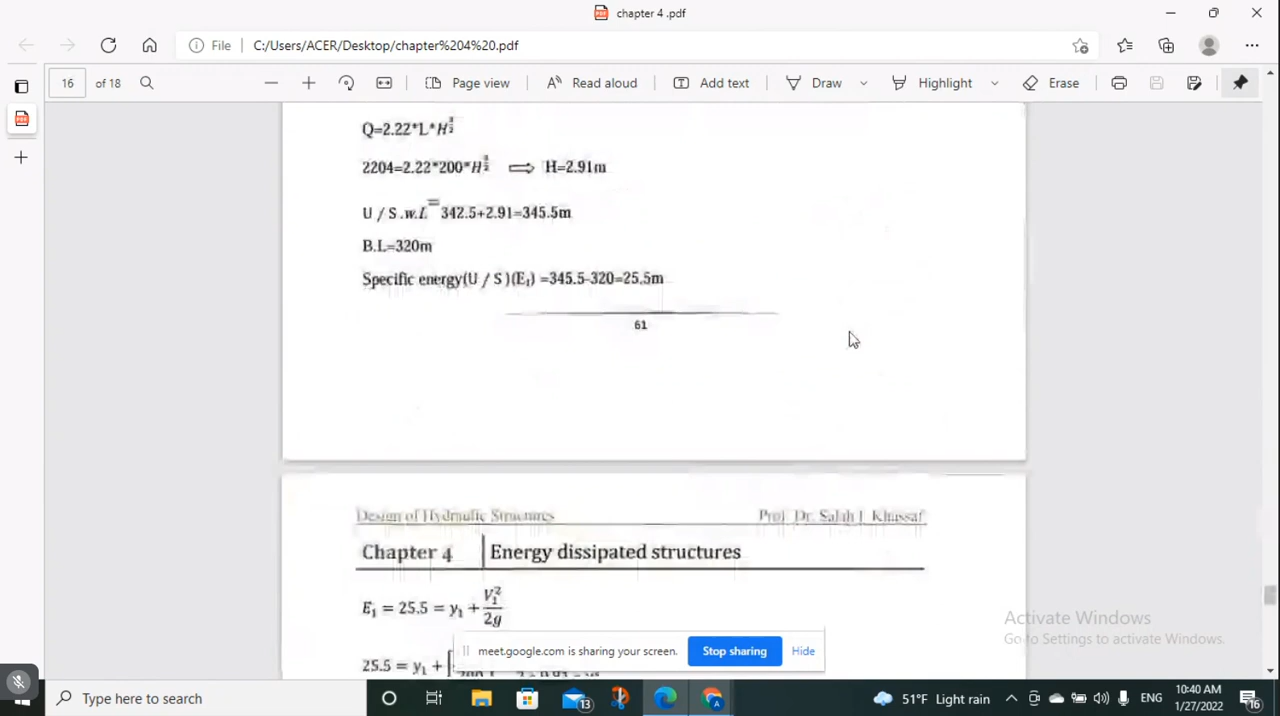 chapter 4 .pdf
File C:/Users/ACER/Desktop/chapter%204%20.pdf
16 of 18 Page view Read aloud Add text Draw Highlight Erase
Q=2.22*L*H^{3/2}
2204=2.22*200*H^{3/2} ⟹ H=2.91m
U / S .w.L = 342.5+2.91=345.5m
B.L=320m
Specific energy(U / S )(E₁) =345.5-320=25.5m
61
Design of Hydraulic Structures Prof. Dr. Salah I. Khassaf
Chapter 4 Energy dissipated structures
E₁ = 25.5 = y₁ + V₁²/2g
25.5 = y₁ +
meet.google.com is sharing your screen. Stop sharing Hide
Activate Windows
Go to Settings to activate Windows.
Type here to search 13 51°F Light rain ENG 10:40 AM 1/27/2022 16